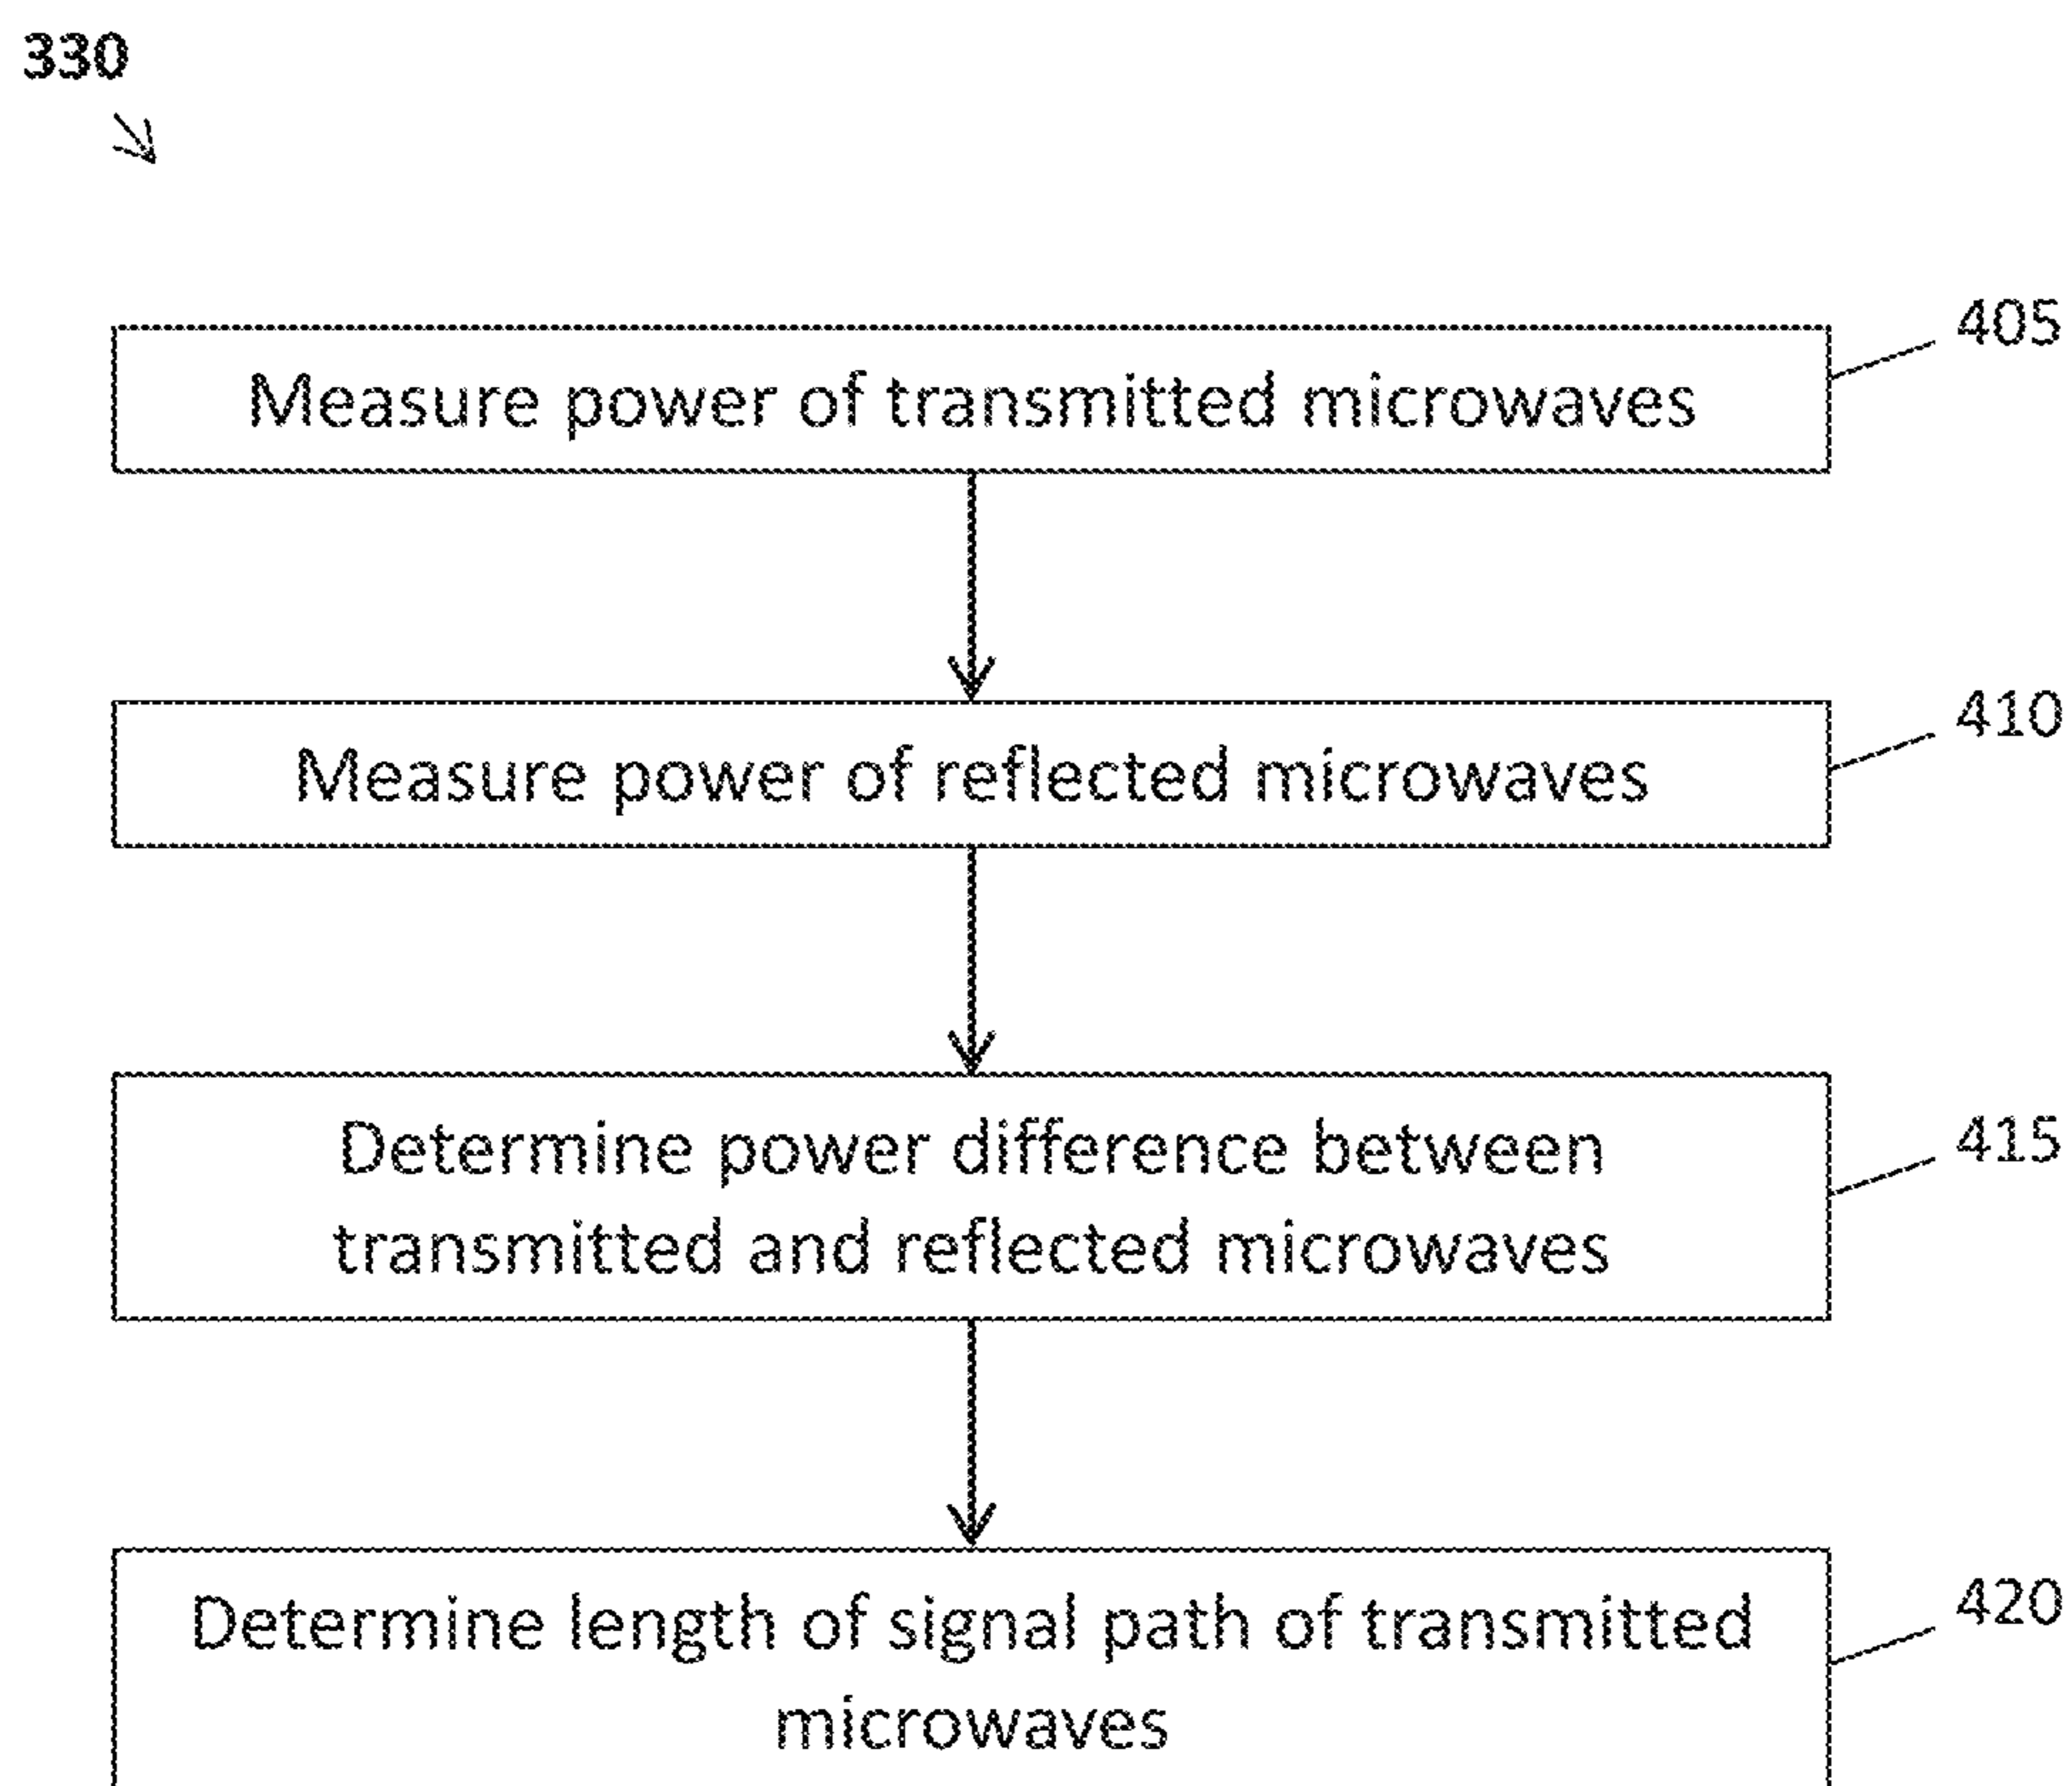 330
405
Measure power of transmitted microwaves
410
Measure power of reflected microwaves
Determine power difference between
415
transmitted and reflected microwaves
420
Determine length of signal path of transmitted
microwaves